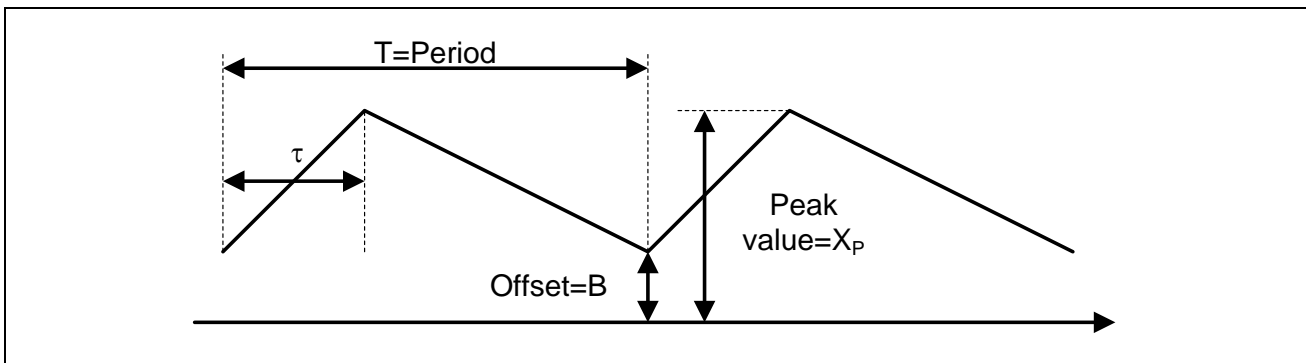 T=Period
τ
Peak
value=X_P
Offset=B